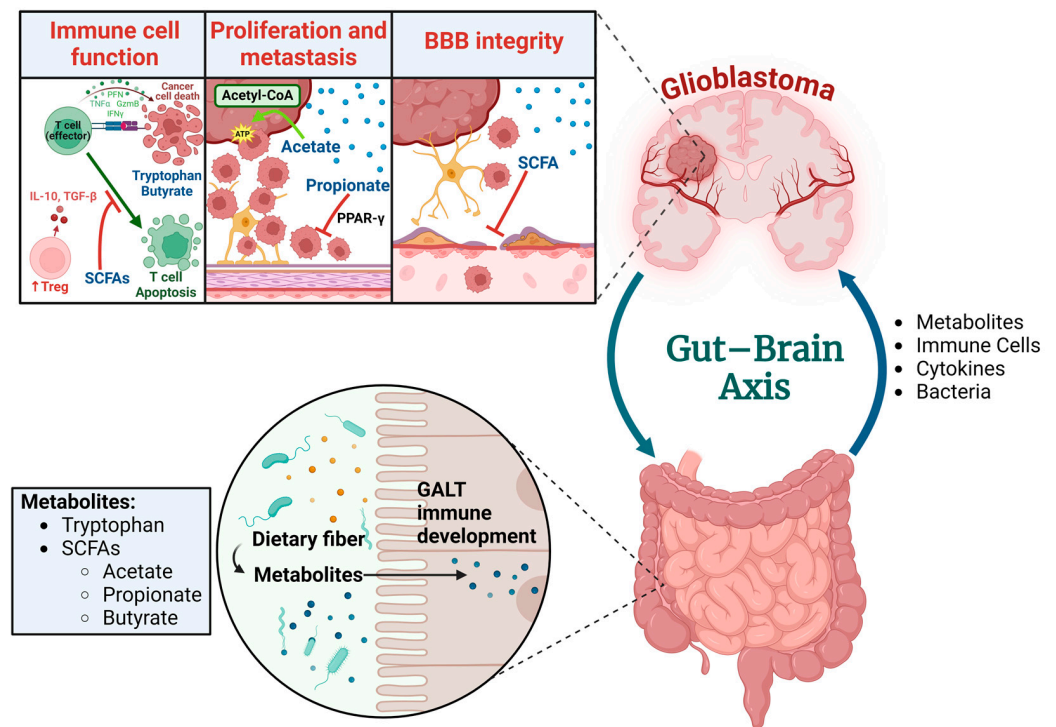 Immune cell
function
Proliferation and
metastasis
BBB integrity
PFN
TNFα GzmB
IFNγ
Cancer
cell death
T cell
(effector)
Tryptophan
Butyrate
IL-10, TGF-β
SCFAs
↑Treg
T cell
Apoptosis
Acetyl-CoA
ATP
Acetate
Propionate
PPAR-γ
SCFA
Glioblastoma
Gut–Brain
Axis
• Metabolites
• Immune Cells
• Cytokines
• Bacteria
Metabolites:
• Tryptophan
• SCFAs
○ Acetate
○ Propionate
○ Butyrate
Dietary fiber
Metabolites
GALT
immune
development